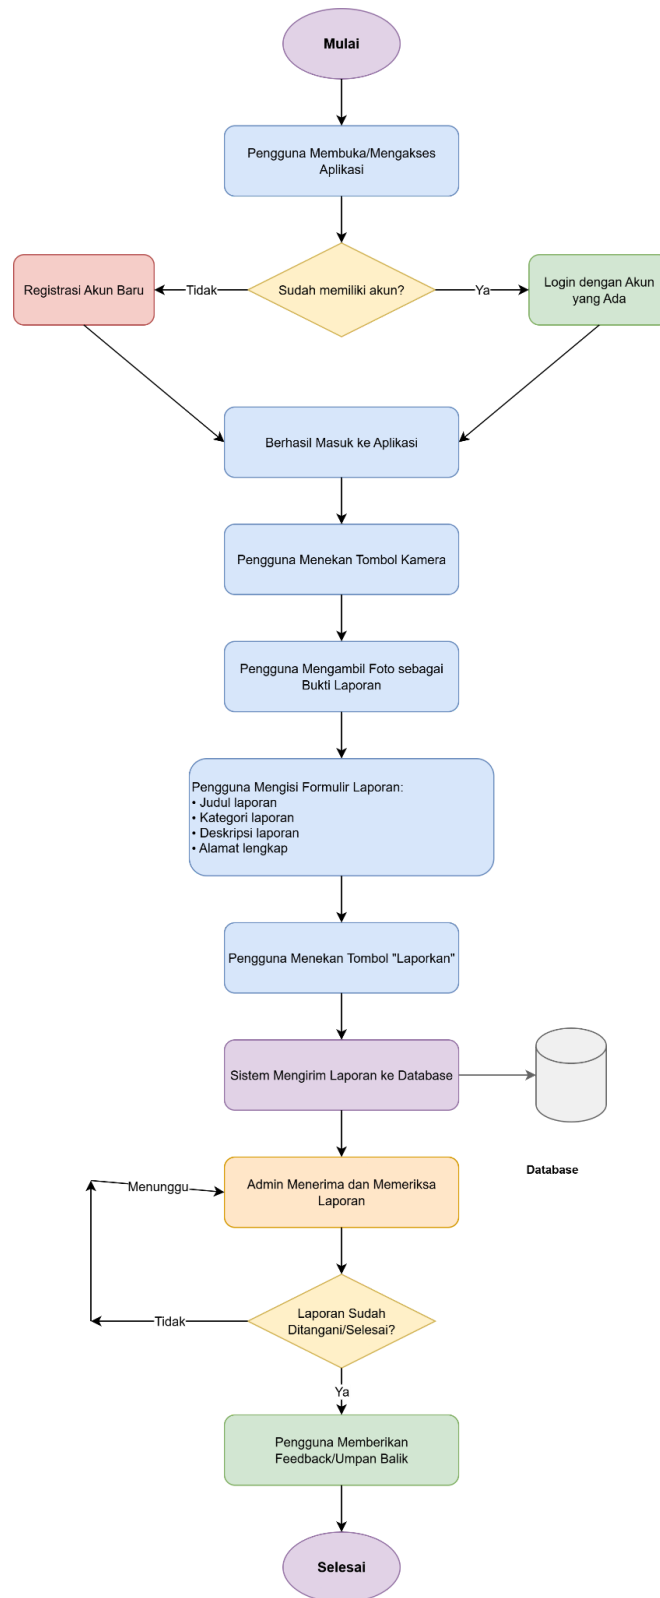 Mulai
Pengguna Membuka/Mengakses
Aplikasi
Registrasi Akun Baru
Tidak
Sudah memiliki akun?
Ya
Login dengan Akun
yang Ada
Berhasil Masuk ke Aplikasi
Pengguna Menekan Tombol Kamera
Pengguna Mengambil Foto sebagai
Bukti Laporan
Pengguna Mengisi Formulir Laporan:
• Judul laporan
• Kategori laporan
• Deskripsi laporan
• Alamat lengkap
Pengguna Menekan Tombol "Laporkan"
Sistem Mengirim Laporan ke Database
Database
Menunggu
Admin Menerima dan Memeriksa
Laporan
Tidak
Laporan Sudah
Ditangani/Selesai?
Ya
Pengguna Memberikan
Feedback/Umpan Balik
Selesai